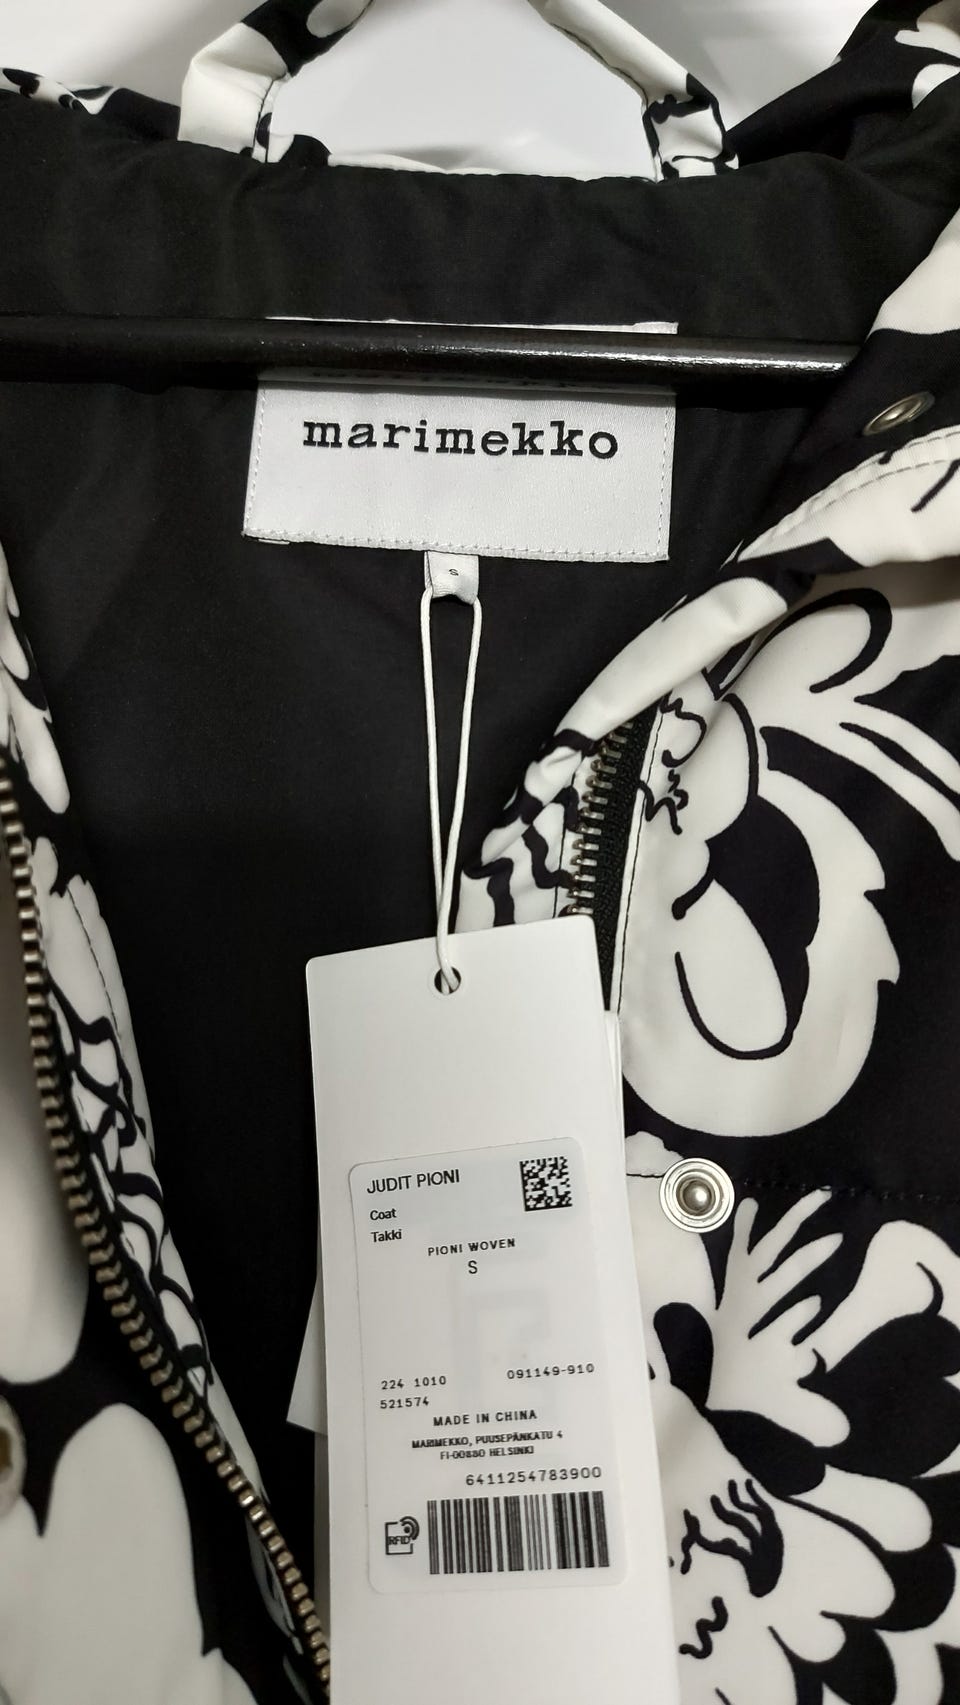 marimekko
S
JUDIT PIONI
Coat
Takki
PIONI WOVEN
S
224 1010 091149-910
521574
MADE IN CHINA
MARIMEKKO, PUUSEPÄNKATU 4
FI-00880 HELSINKI
6411254783900
RFID